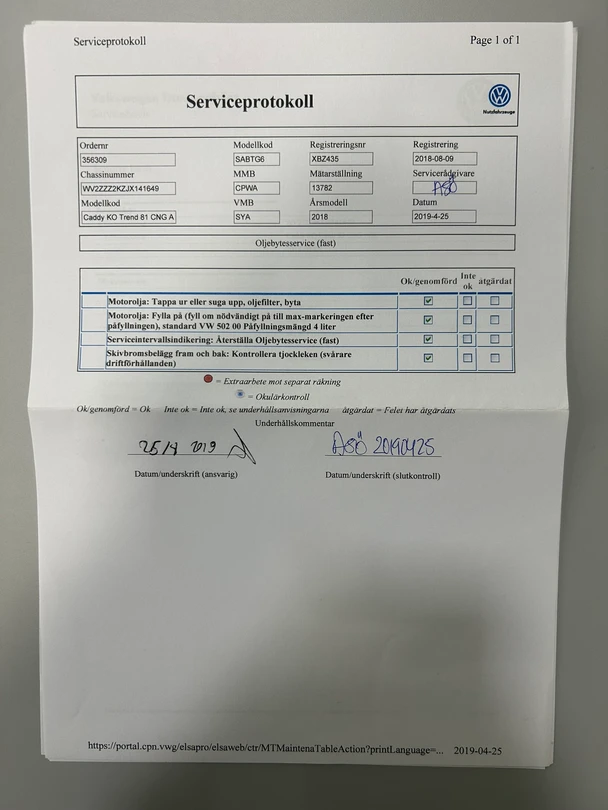 Serviceprotokoll Page 1 of 1
Serviceprotokoll
Nutzfahrzeuge
Ordernr Modellkod Registreringsnr Registrering
356309 SABTG6 XBZ435 2018-08-09
Chassinummer MMB Mätarställning Servicerådgivare
WV2ZZZ2KZJX141649 CPWA 13782 ASÖ
Modellkod VMB Årsmodell Datum
Caddy KO Trend 81 CNG A SYA 2018 2019-4-25
Oljebytesservice (fast)
Ok/genomförd Inte ok åtgärdat
Motorolja: Tappa ur eller suga upp, oljefilter, byta
Motorolja: Fylla på (fyll om nödvändigt på till max-markeringen efter
påfyllningen), standard VW 502 00 Påfyllningsmängd 4 liter
Serviceintervallsindikering: Återställa Oljebytesservice (fast)
Skivbromsbelägg fram och bak: Kontrollera tjockleken (svårare
driftförhållanden)
= Extraarbete mot separat räkning
= Okulärkontroll
Ok/genomförd = Ok Inte ok = Inte ok, se underhållsanvisningarna åtgärdat = Felet har åtgärdats
Underhållskommentar
25/4 2019 ASÖ 20190425
Datum/underskrift (ansvarig) Datum/underskrift (slutkontroll)
https://portal.cpn.vwg/elsapro/elsaweb/ctr/MTMaintenaTableAction?printLanguage=... 2019-04-25